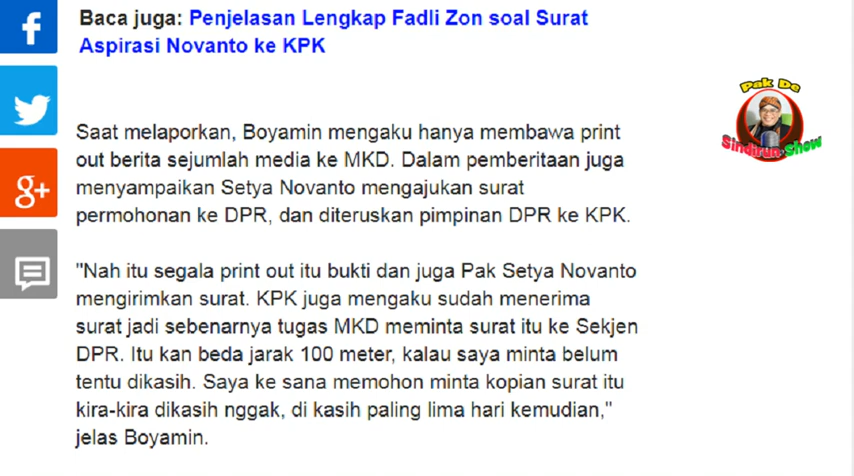 Baca juga: Penjelasan Lengkap Fadli Zon soal Surat
Aspirasi Novanto ke KPK
Pak De
Sindirun Show
Saat melaporkan, Boyamin mengaku hanya membawa print
out berita sejumlah media ke MKD. Dalam pemberitaan juga
menyampaikan Setya Novanto mengajukan surat
permohonan ke DPR, dan diteruskan pimpinan DPR ke KPK.
"Nah itu segala print out itu bukti dan juga Pak Setya Novanto
mengirimkan surat. KPK juga mengaku sudah menerima
surat jadi sebenarnya tugas MKD meminta surat itu ke Sekjen
DPR. Itu kan beda jarak 100 meter, kalau saya minta belum
tentu dikasih. Saya ke sana memohon minta kopian surat itu
kira-kira dikasih nggak, di kasih paling lima hari kemudian,"
jelas Boyamin.